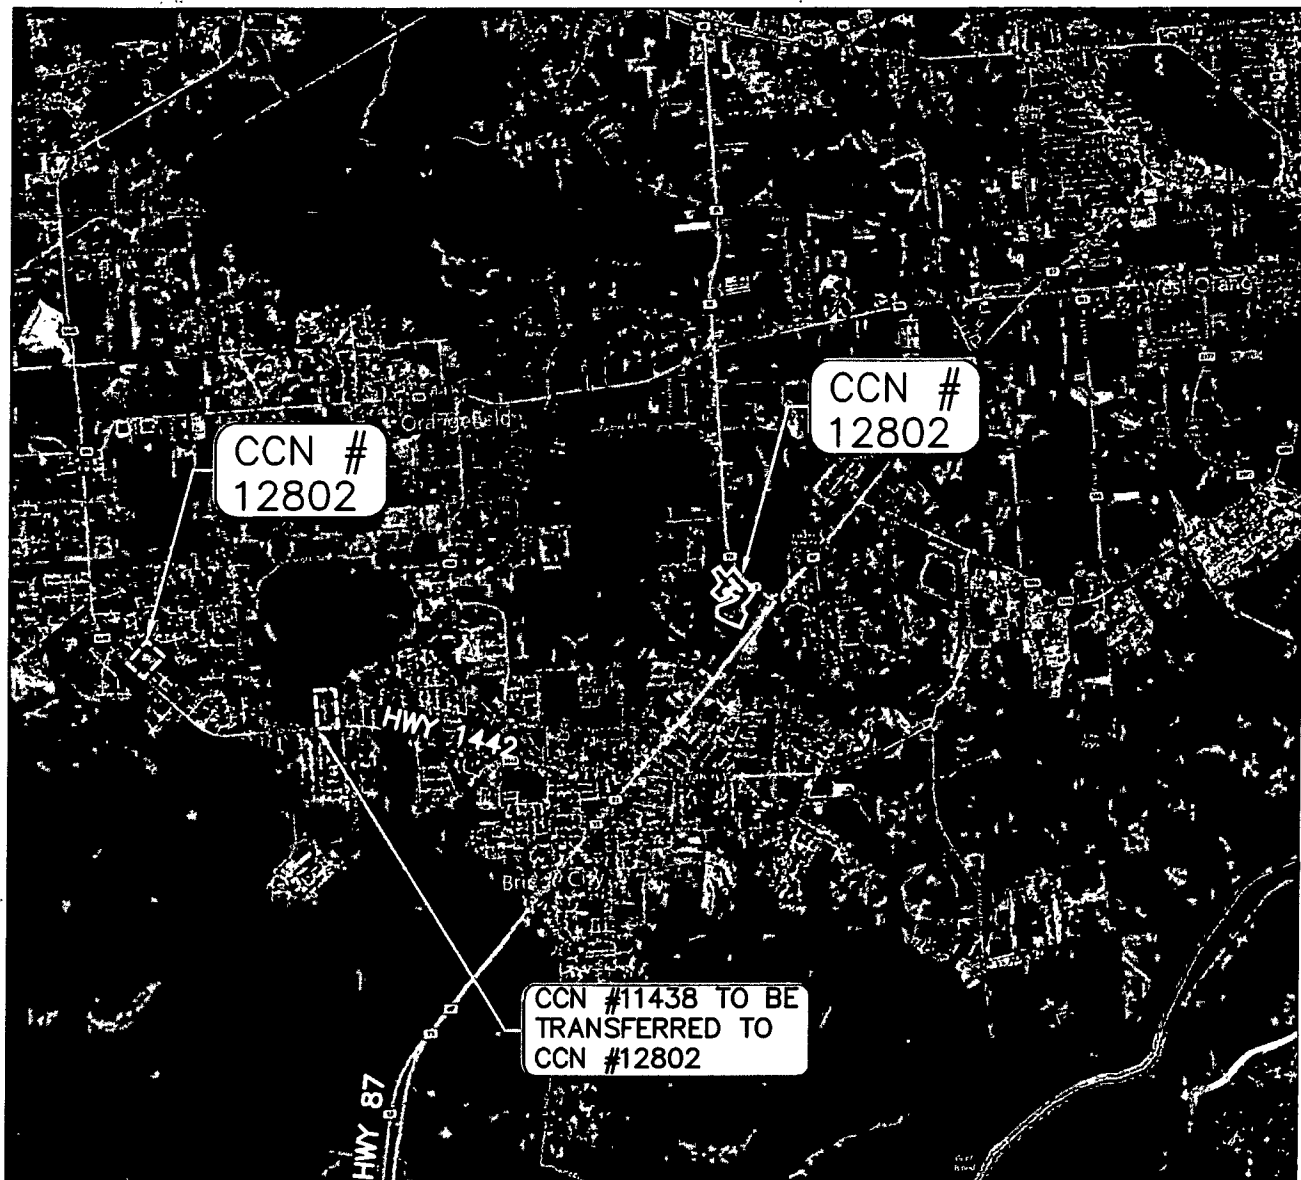 West Orange
CCN #
12802
Orangefield
CCN #
12802
HWY 1442
Bridge City
CCN #11438 TO BE
TRANSFERRED TO
CCN #12802
HWY 87